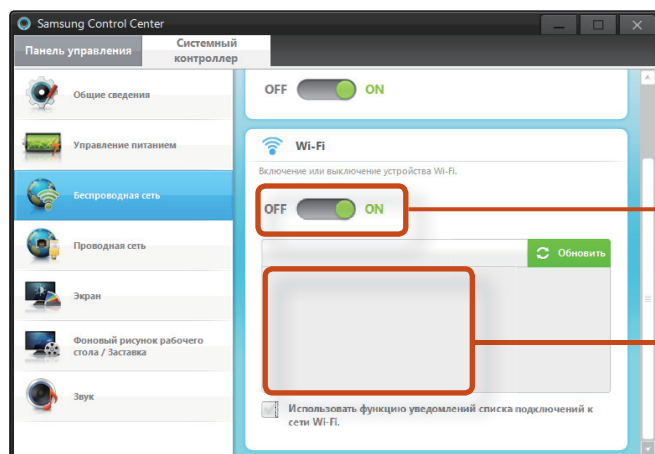 Samsung Control Center
Панель управления
Системный
контроллер
Общие сведения
Управление питанием
Беспроводная сеть
Проводная сеть
Экран
Фоновый рисунок рабочего
стола / Заставка
Звук
OFF ON
Wi-Fi
Включение или выключение устройства Wi-Fi.
OFF ON
Обновить
Использовать функцию уведомлений списка подключений к
сети Wi-Fi.